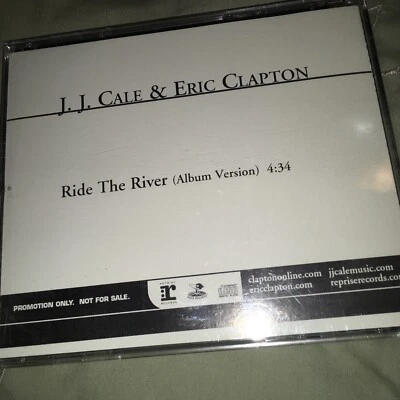 J. J. CALE & ERIC CLAPTON
Ride The River (Album Version) 4:34
PROMOTION ONLY. NOT FOR SALE.
claptononline.com jjcalemusic.com
ericclapton.com repriserecords.com